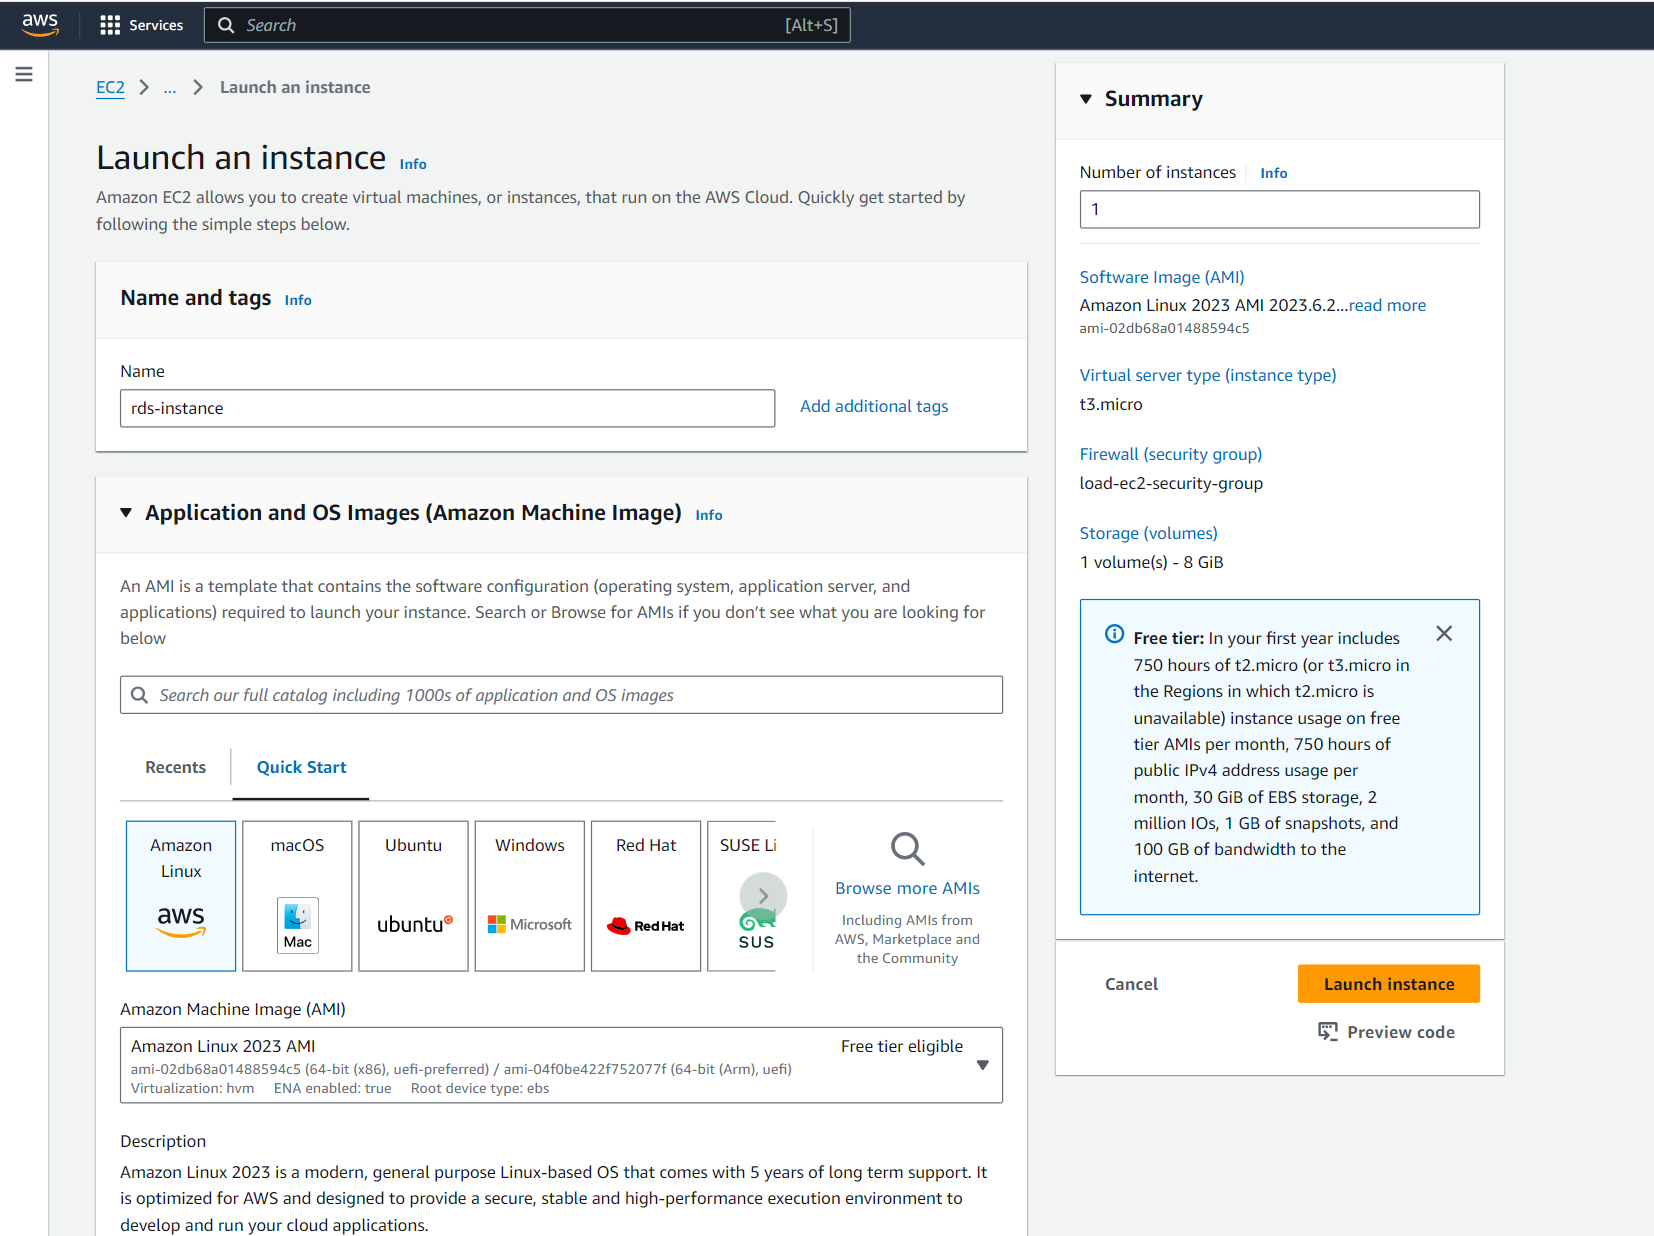 aws
Services
Search
[Alt+S]
EC2
...
Launch an instance
Launch an instance Info
Amazon EC2 allows you to create virtual machines, or instances, that run on the AWS Cloud. Quickly get started by
following the simple steps below.
Name and tags Info
Name
rds-instance
Add additional tags
Application and OS Images (Amazon Machine Image) Info
An AMI is a template that contains the software configuration (operating system, application server, and
applications) required to launch your instance. Search or Browse for AMIs if you don't see what you are looking for
below
Search our full catalog including 1000s of application and OS images
Recents
Quick Start
Amazon
Linux
aws
macOS
Mac
Ubuntu
ubuntu
Windows
Microsoft
Red Hat
Red Hat
SUSE Li
SUS
Browse more AMIs
Including AMIs from
AWS, Marketplace and
the Community
Amazon Machine Image (AMI)
Amazon Linux 2023 AMI
Free tier eligible
ami-02db68a01488594c5 (64-bit (x86), uefi-preferred) / ami-04f0be422f752077f (64-bit (Arm), uefi)
Virtualization: hvm ENA enabled: true Root device type: ebs
Description
Amazon Linux 2023 is a modern, general purpose Linux-based OS that comes with 5 years of long term support. It
is optimized for AWS and designed to provide a secure, stable and high-performance execution environment to
develop and run your cloud applications.
Summary
Number of instances Info
1
Software Image (AMI)
Amazon Linux 2023 AMI 2023.6.2...read more
ami-02db68a01488594c5
Virtual server type (instance type)
t3.micro
Firewall (security group)
load-ec2-security-group
Storage (volumes)
1 volume(s) - 8 GiB
Free tier: In your first year includes
750 hours of t2.micro (or t3.micro in
the Regions in which t2.micro is
unavailable) instance usage on free
tier AMIs per month, 750 hours of
public IPv4 address usage per
month, 30 GiB of EBS storage, 2
million IOs, 1 GB of snapshots, and
100 GB of bandwidth to the
internet.
Cancel
Launch instance
Preview code